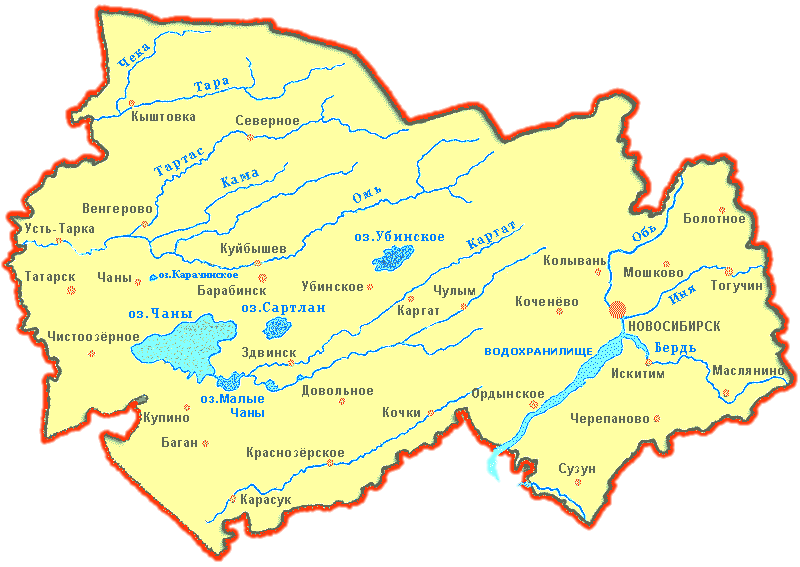 Чека
Тара
Кыштовка
Северное
Тартас
Кама
Омь
Венгерово
Усть-Тарка
Куйбышев
оз.Убинское
Каргат
Обь
Болотное
Татарск
Чаны
оз.Карачинское
Барабинск
Убинское
Чулым
Каргат
Колывань
Мошково
Тогучин
Иня
Коченёво
оз.Чаны
оз.Сартлан
НОВОСИБИРСК
Чистоозёрное
Здвинск
ВОДОХРАНИЛИЩЕ
Бердь
Искитим
Маслянино
оз.Малые
Чаны
Довольное
Ордынское
Купино
Кочки
Черепаново
Баган
Краснозёрское
Сузун
Карасук